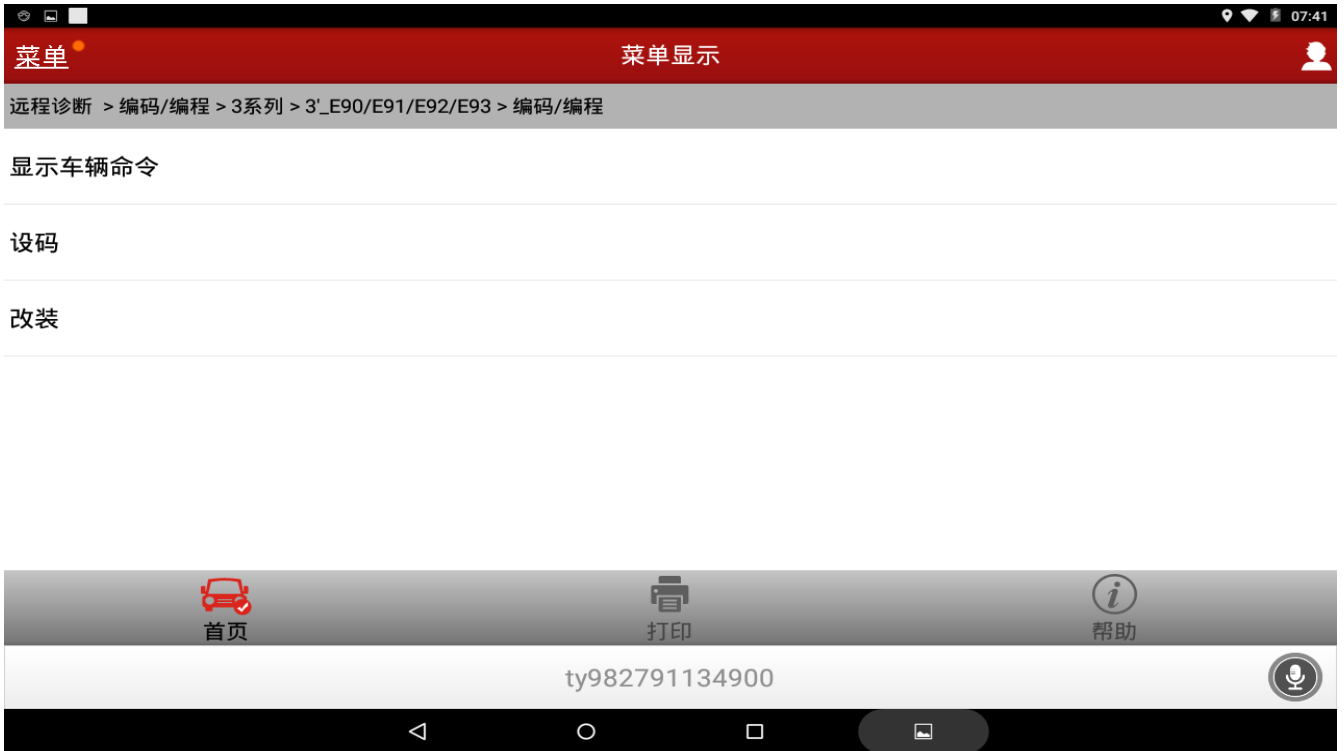 07:41
菜单 菜单显示
远程诊断 > 编码/编程 > 3系列 > 3'_E90/E91/E92/E93 > 编码/编程
显示车辆命令
设码
改装
首页 打印 帮助
ty982791134900